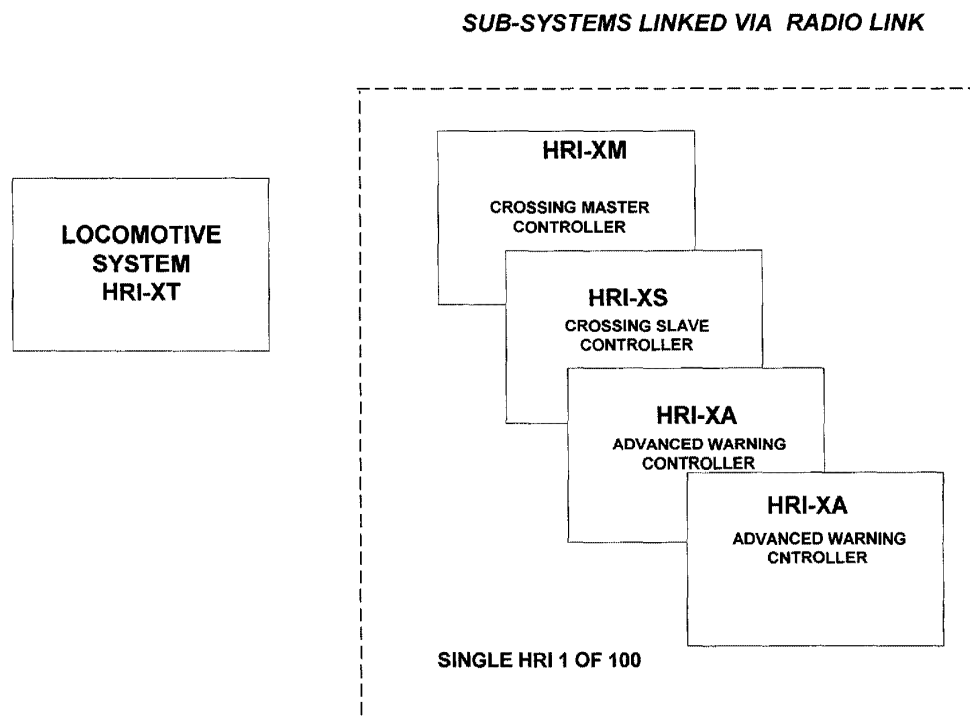 SUB-SYSTEMS LINKED VIA RADIO LINK
LOCOMOTIVE
SYSTEM
HRI-XT
HRI-XM
CROSSING MASTER
CONTROLLER
HRI-XS
CROSSING SLAVE
CONTROLLER
HRI-XA
ADVANCED WARNING
CONTROLLER
HRI-XA
ADVANCED WARNING
CNTROLLER
SINGLE HRI 1 OF 100